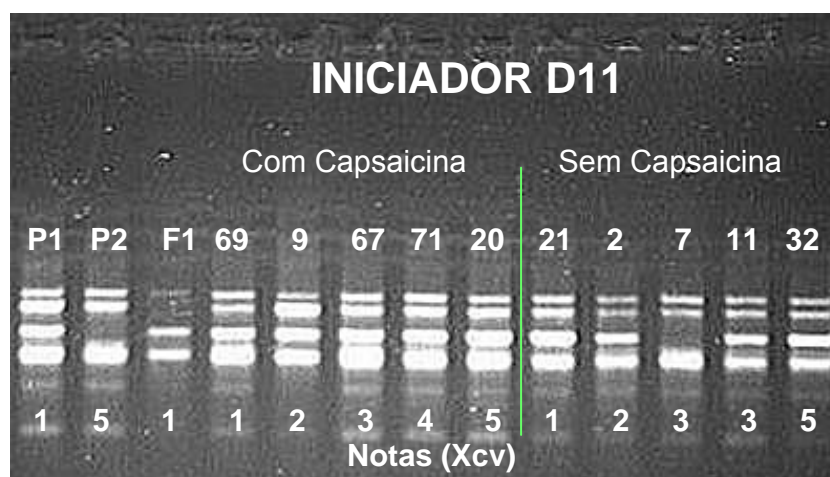 INICIADOR D11
Com Capsaicina Sem Capsaicina
P1 P2 F1 69 9 67 71 20 21 2 7 11 32
1 5 1 1 2 3 4 5 1 2 3 3 5
Notas (Xcv)